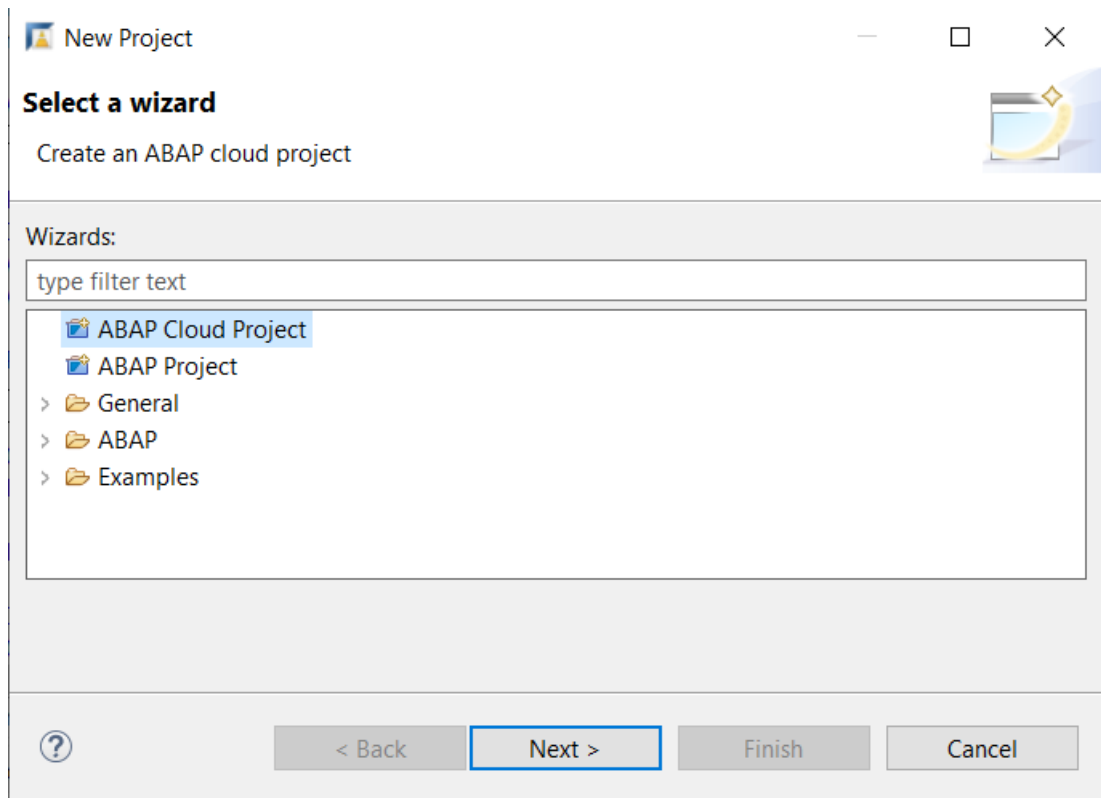 New Project
Select a wizard
Create an ABAP cloud project
Wizards:
type filter text
ABAP Cloud Project
ABAP Project
General
ABAP
Examples
? < Back Next > Finish Cancel